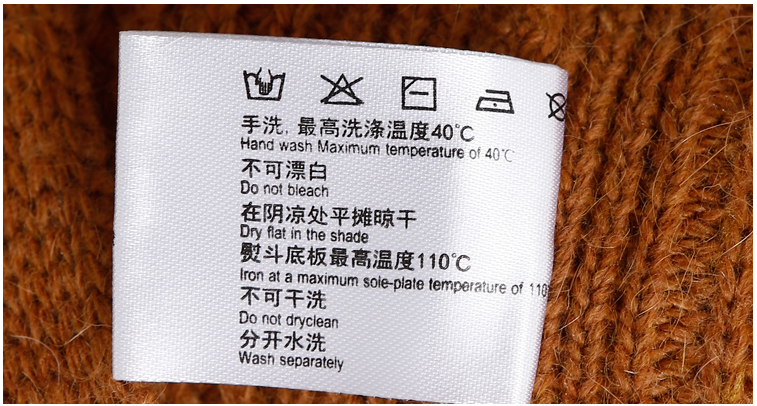 手洗, 最高洗涤温度40℃
Hand wash Maximum temperature of 40℃
不可漂白
Do not bleach
在阴凉处平摊晾干
Dry flat in the shade
熨斗底板最高温度110℃
Iron at a maximum sole-plate temperature of 110
不可干洗
Do not dryclean
分开水洗
Wash separately